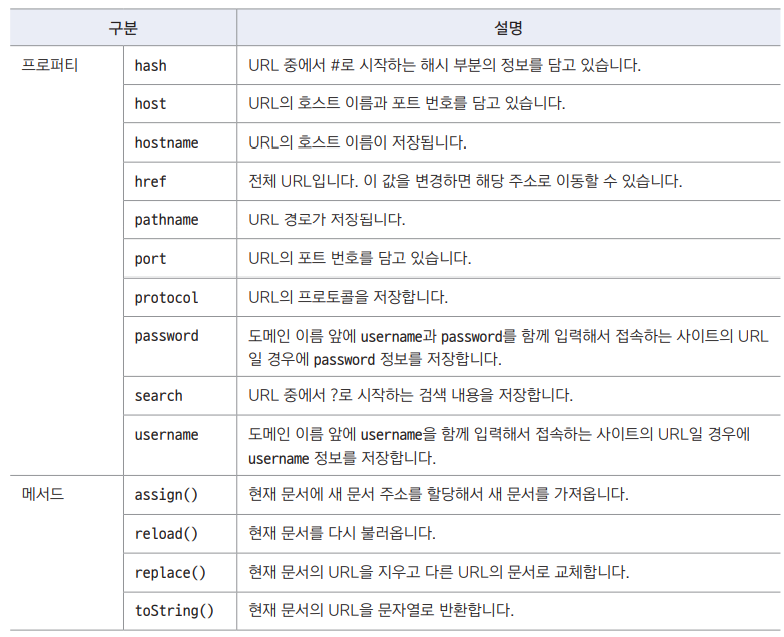 구분 설명
프로퍼티 hash URL 중에서 #로 시작하는 해시 부분의 정보를 담고 있습니다.
host URL의 호스트 이름과 포트 번호를 담고 있습니다.
hostname URL의 호스트 이름이 저장됩니다.
href 전체 URL입니다. 이 값을 변경하면 해당 주소로 이동할 수 있습니다.
pathname URL 경로가 저장됩니다.
port URL의 포트 번호를 담고 있습니다.
protocol URL의 프로토콜을 저장합니다.
password 도메인 이름 앞에 username과 password를 함께 입력해서 접속하는 사이트의 URL
일 경우에 password 정보를 저장합니다.
search URL 중에서 ?로 시작하는 검색 내용을 저장합니다.
username 도메인 이름 앞에 username을 함께 입력해서 접속하는 사이트의 URL일 경우에
username 정보를 저장합니다.
메서드 assign() 현재 문서에 새 문서 주소를 할당해서 새 문서를 가져옵니다.
reload() 현재 문서를 다시 불러옵니다.
replace() 현재 문서의 URL을 지우고 다른 URL의 문서로 교체합니다.
toString() 현재 문서의 URL을 문자열로 반환합니다.